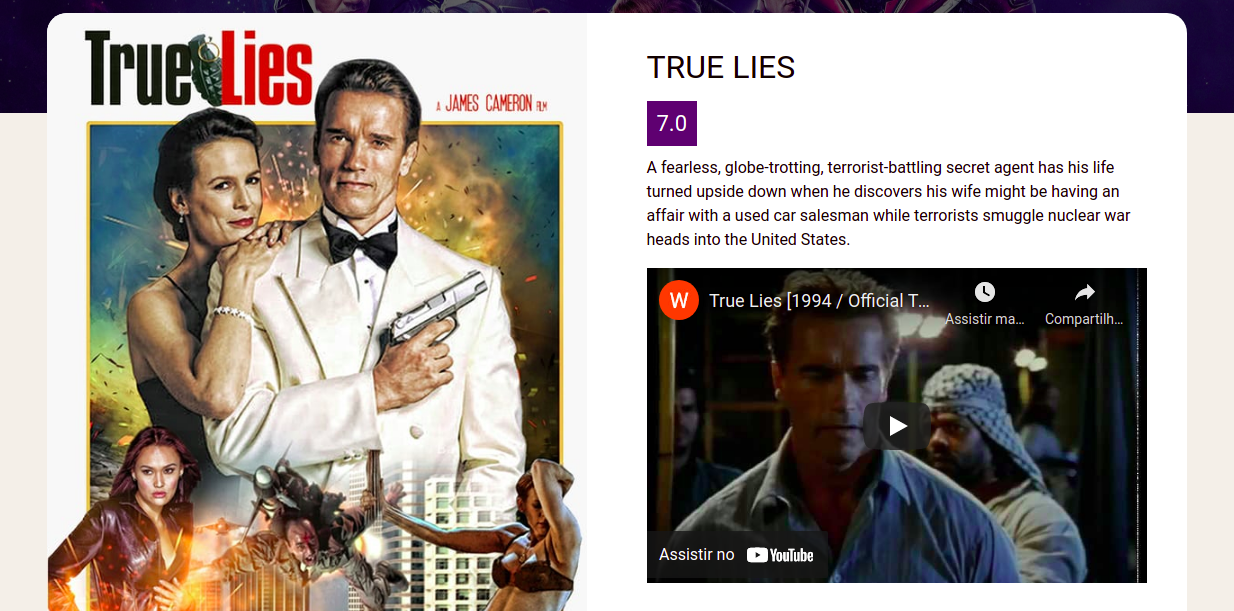 True Lies
A JAMES CAMERON FILM
TRUE LIES
7.0
A fearless, globe-trotting, terrorist-battling secret agent has his life
turned upside down when he discovers his wife might be having an
affair with a used car salesman while terrorists smuggle nuclear war
heads into the United States.
W
True Lies [1994 / Official T...
Assistir ma...
Compartilh...
Assistir no YouTube